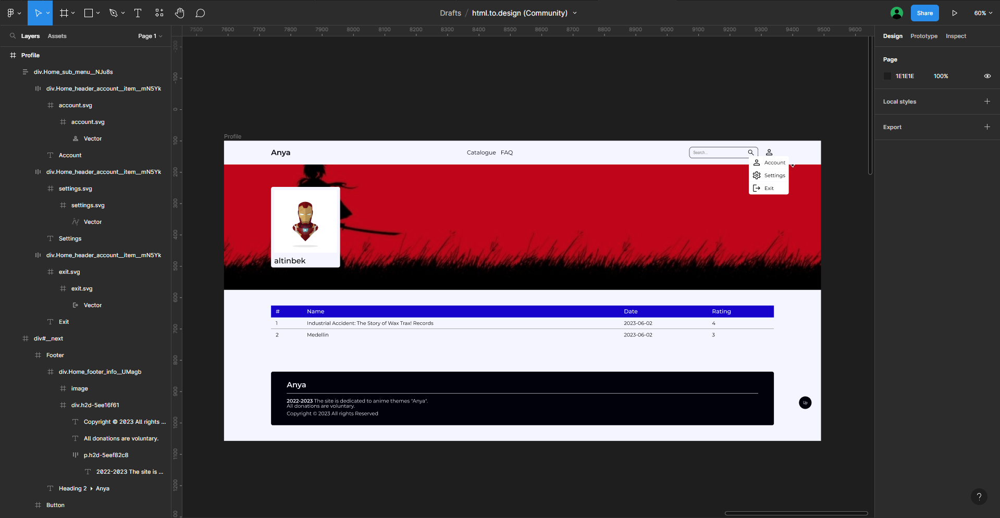 Drafts / html.to.design (Community)
Share
60%
Layers Assets Page 1
Design Prototype Inspect
7500 7600 7700 7800 7900 8000 8100 8200 8300 8400 8500 8600 8700 8800 8900 9000 9100 9200 9300 9400 9500 9600
-200
-100
0
100
200
300
400
500
600
700
800
900
1000
1100
1200
00
Profile
div.Home_sub_menu__NJu8s
div.Home_header_account__item__mN5Yk
account.svg
account.svg
Vector
Account
div.Home_header_account__item__mN5Yk
settings.svg
settings.svg
Vector
Settings
div.Home_header_account__item__mN5Yk
exit.svg
exit.svg
Vector
Exit
div#__next
Footer
div.Home_footer_info__UMagb
image
div.h2d-5ee16f61
Copyright © 2023 All rights ...
All donations are voluntary.
p.h2d-5eef82c8
2022-2023 The site is ...
Heading 2 ▸ Anya
Button
Profile
Anya Catalogue FAQ Search...
Account
Settings
Exit
altinbek
# Name Date Rating
1 Industrial Accident: The Story of Wax Trax! Records 2023-06-02 4
2 Medellin 2023-06-02 3
Anya
2022-2023 The site is dedicated to anime themes "Anya".
All donations are voluntary.
Copyright © 2023 All rights Reserved
Up
Page
1E1E1E 100%
Local styles
Export
?